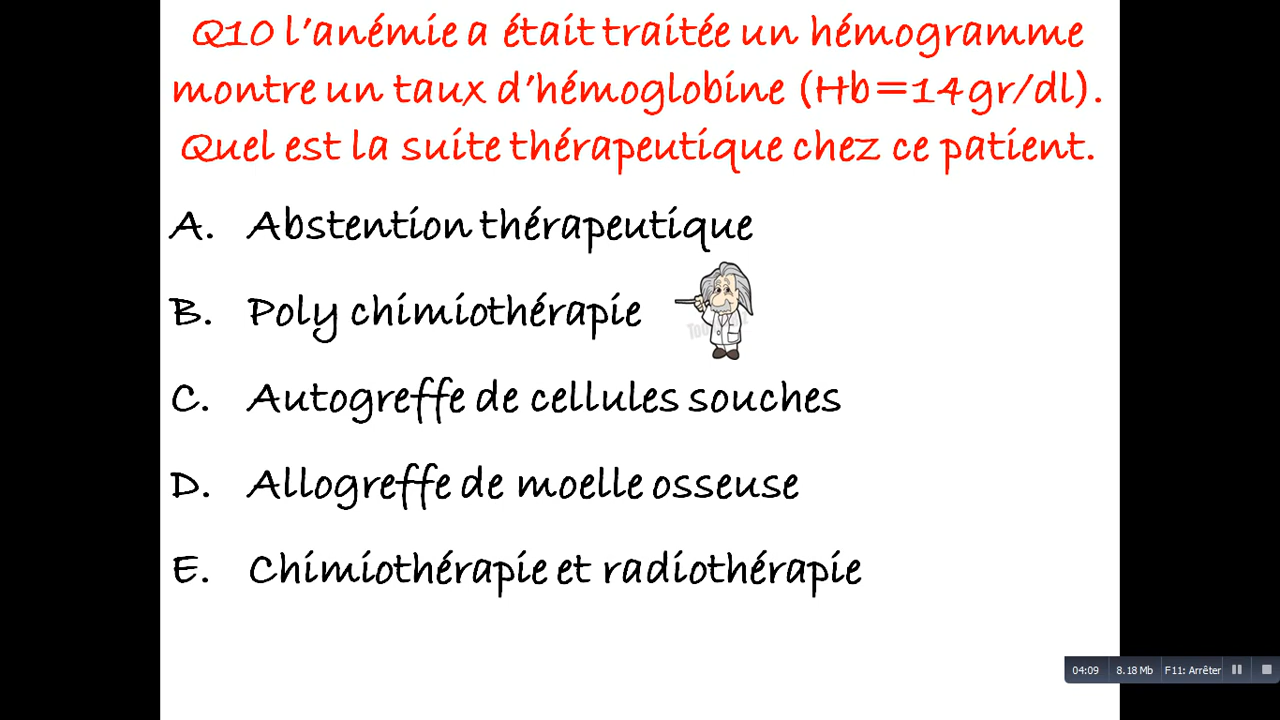 Q10 l’anémie a était traitée un hémogramme
montre un taux d’hémoglobine (Hb=14gr/dl).
Quel est la suite thérapeutique chez ce patient.
A. Abstention thérapeutique
B. Poly chimiothérapie
C. Autogreffe de cellules souches
D. Allogreffe de moelle osseuse
E. Chimiothérapie et radiothérapie
04:09 8.18 Mb F11: Arrêter